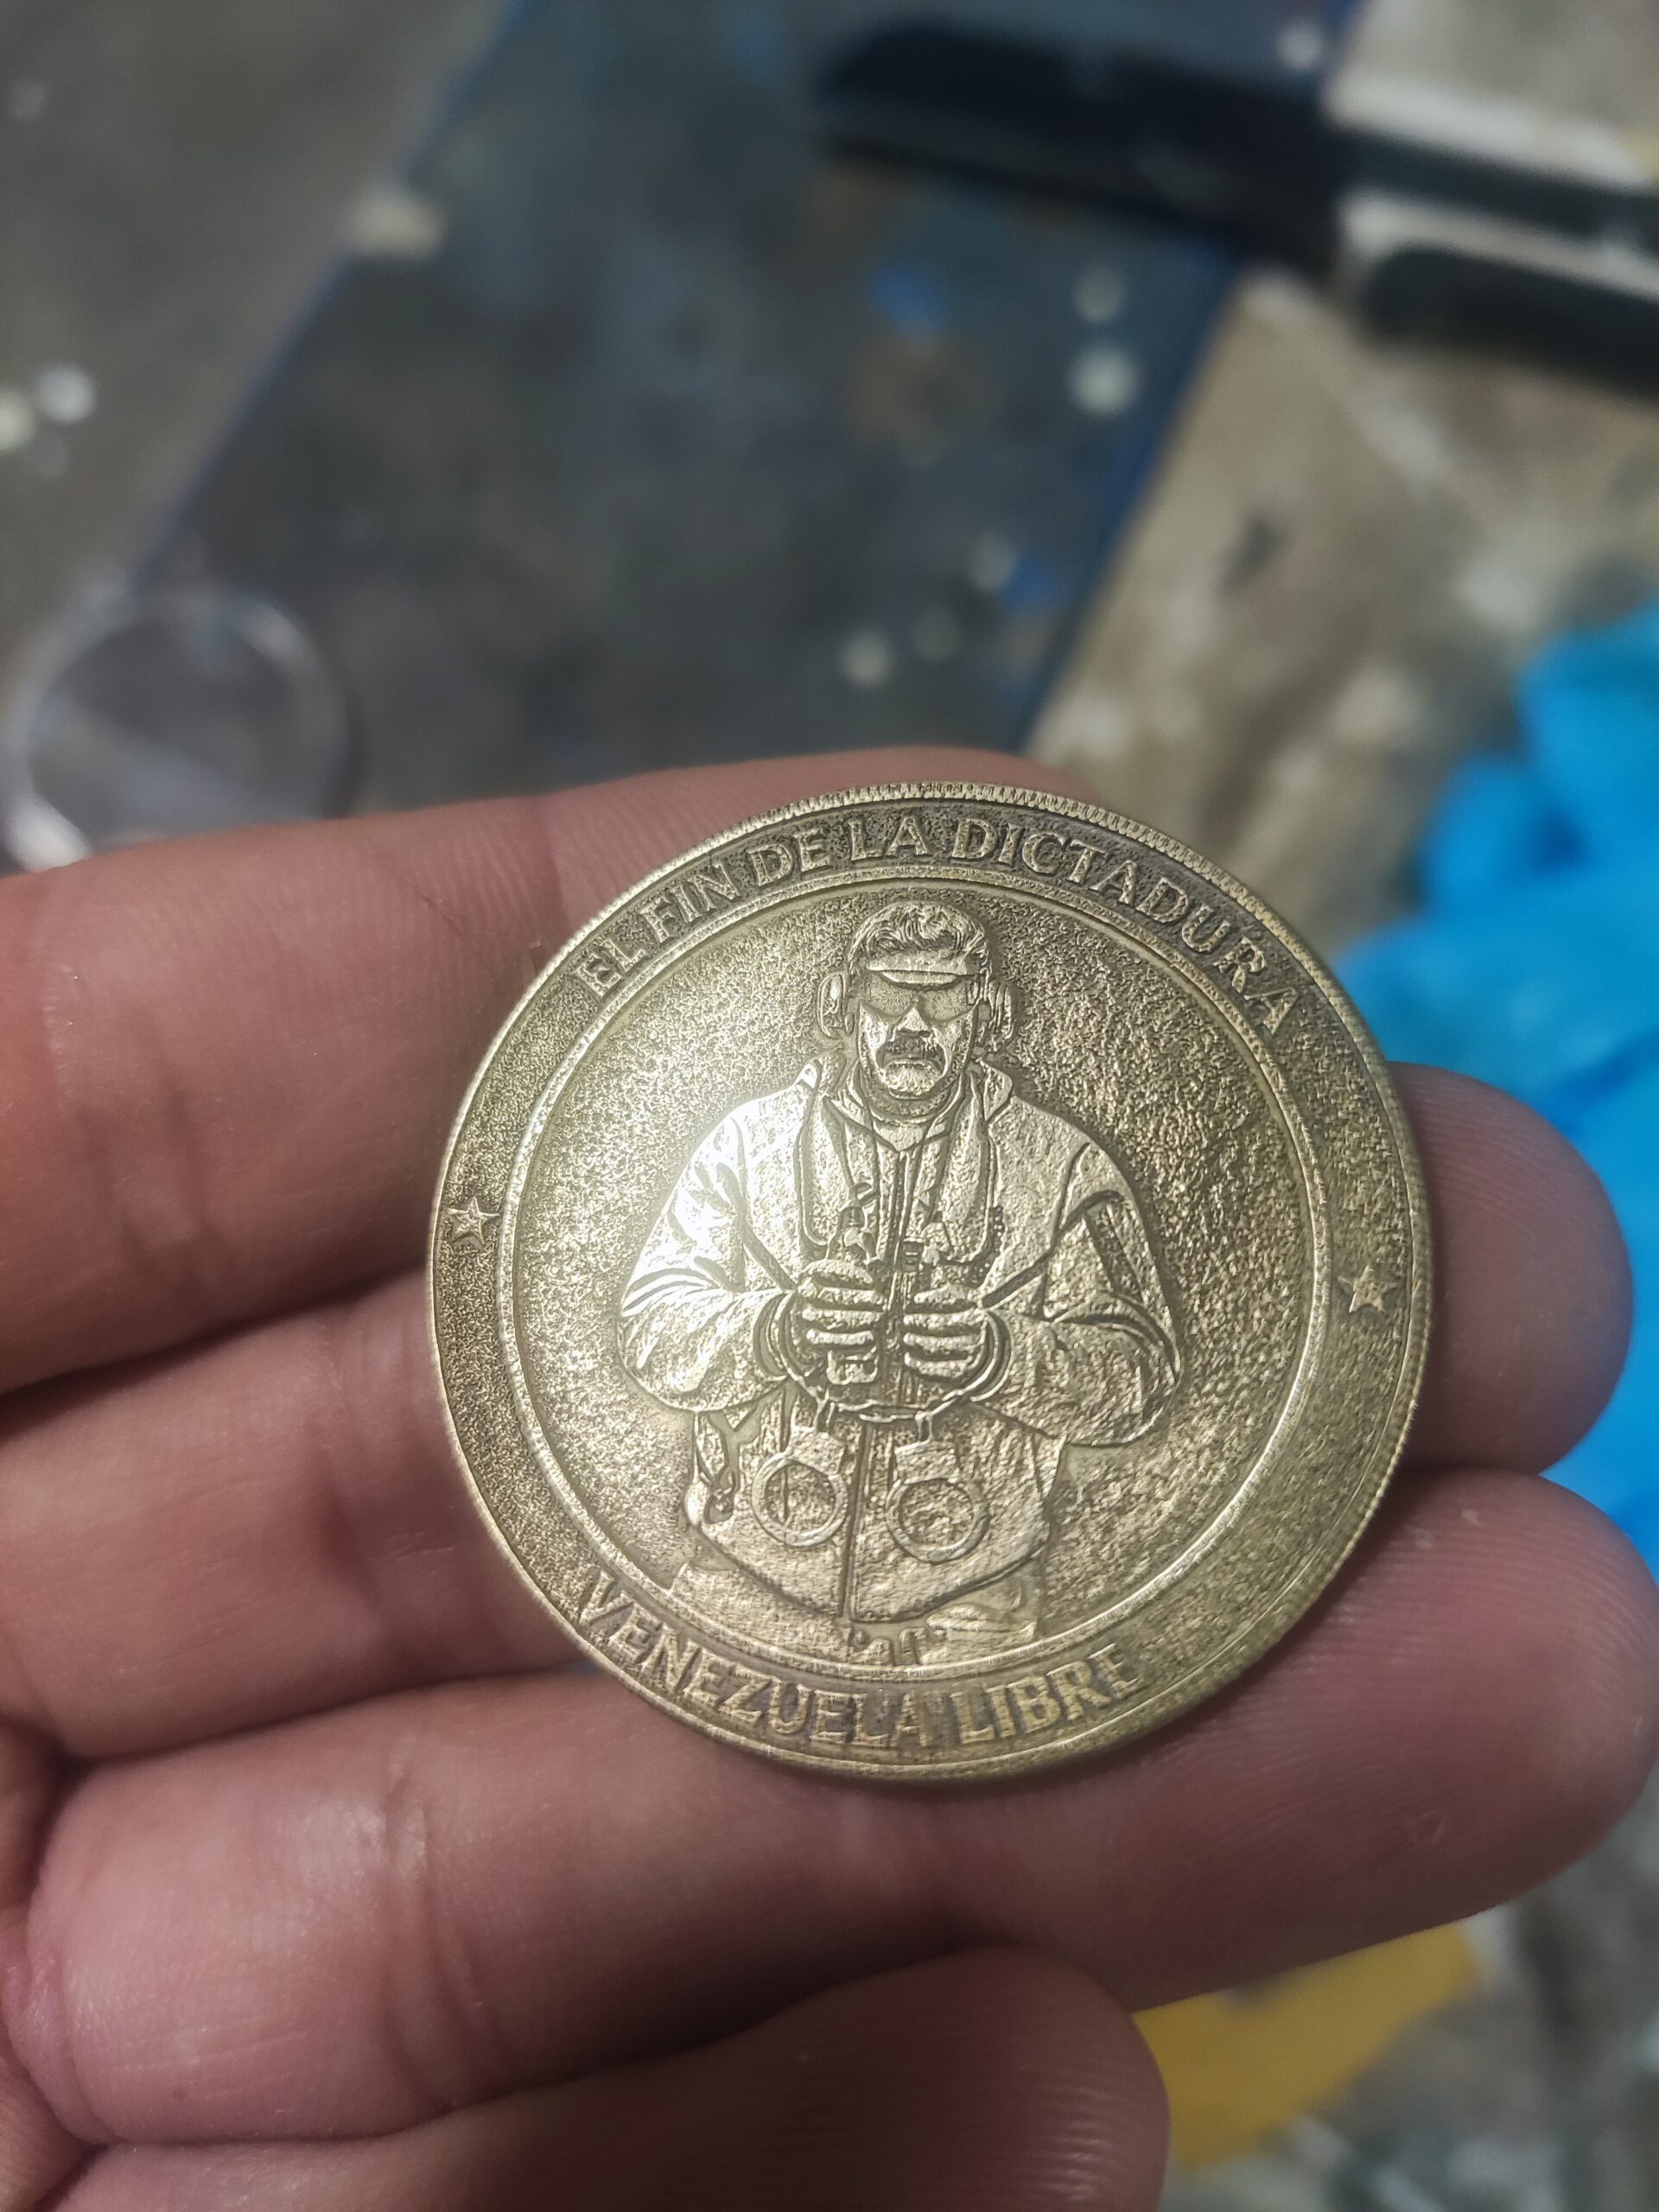 EL FIN DE LA DICTADURA
VENEZUELA LIBRE